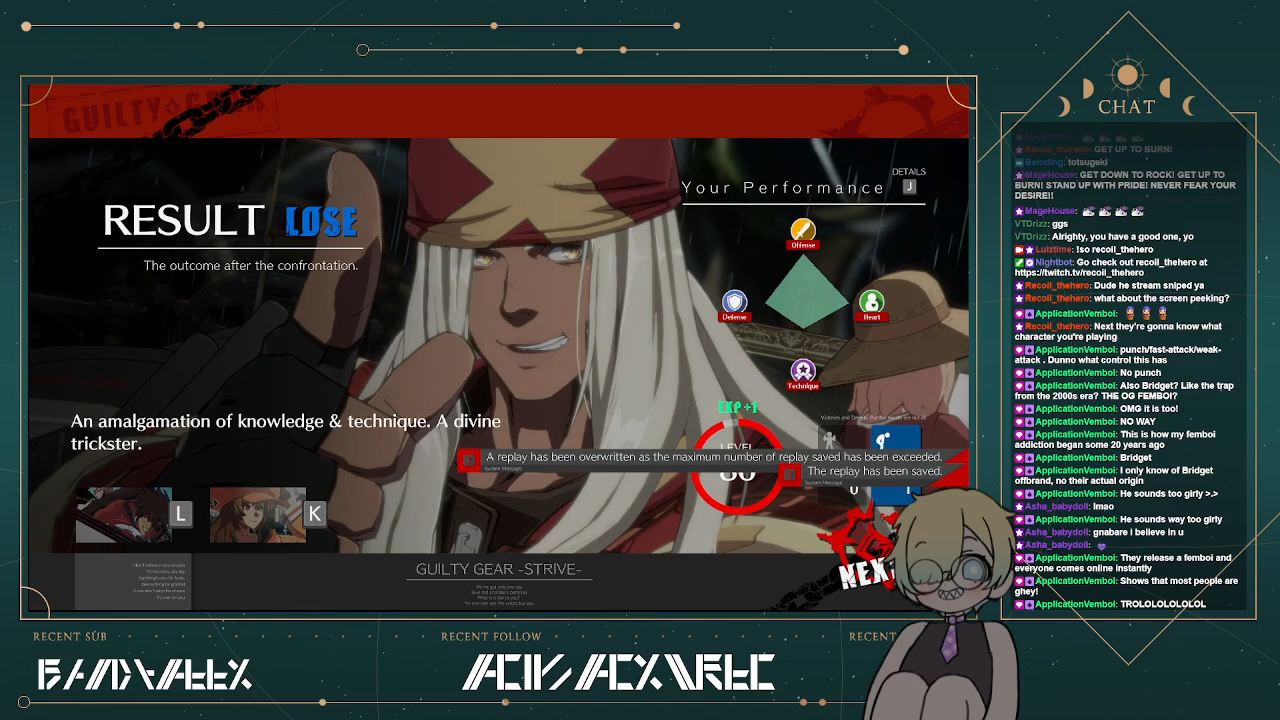 GUILTY GEAR
RESULT LOSE
The outcome after the confrontation.
Your Performance
DETAILS
J
Offense
Defense
Heart
Technique
An amalgamation of knowledge & technique. A divine
trickster.
EXP +1
LEVEL
A replay has been overwritten as the maximum number of replay saved has been exceeded.
System Message
The replay has been saved.
System Message
L
K
GUILTY GEAR -STRIVE-
CHAT
Recoil_thehero: GET UP TO BURN!
Beloding: totsugeki
MageHouse: GET DOWN TO ROCK! GET UP TO
BURN! STAND UP WITH PRIDE! NEVER FEAR YOUR
DESIRE!!
MageHouse:
VTDrizz: ggs
VTDrizz: Alrighty, you have a good one, yo
Lulztime: !so recoil_thehero
Nightbot: Go check out recoil_thehero at
https://twitch.tv/recoil_thehero
Recoil_thehero: Dude he stream sniped ya
Recoil_thehero: what about the screen peeking?
ApplicationVemboi:
Recoil_thehero: Next they're gonna know what
character you're playing
ApplicationVemboi: punch/fast-attack/weak-
attack . Dunno what control this has
ApplicationVemboi: No punch
ApplicationVemboi: Also Bridget? Like the trap
from the 2000s era? THE OG FEMBOI?
ApplicationVemboi: OMG it is too!
ApplicationVemboi: NO WAY
ApplicationVemboi: This is how my femboi
addiction began some 20 years ago
ApplicationVemboi: Bridget
ApplicationVemboi: I only know of Bridget
offbrand, no their actual origin
ApplicationVemboi: He sounds too girly >.>
Asha_babydoll: lmao
ApplicationVemboi: He sounds way too girly
Asha_babydoll: gnabare i believe in u
Asha_babydoll:
ApplicationVemboi: They release a femboi and
everyone comes online instantly
ApplicationVemboi: Shows that most people are
ghey!
ApplicationVemboi: TROLOLOLOLOLOL
RECENT SUB
RECENT FOLLOW
RECENT